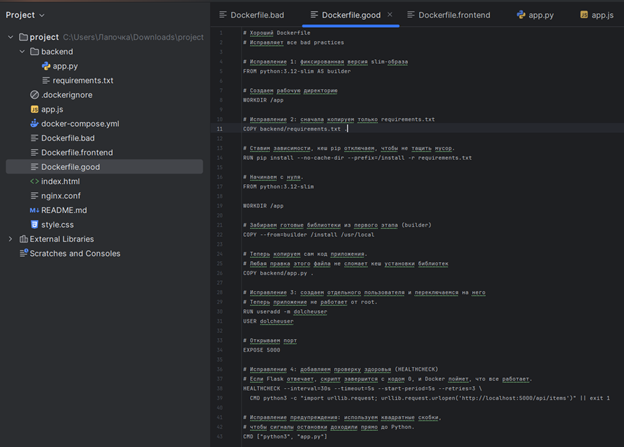 Project
Dockerfile.bad
Dockerfile.good
Dockerfile.frontend
app.py
app.js
project C:\Users\Лапочка\Downloads\project
backend
app.py
requirements.txt
.dockerignore
app.js
docker-compose.yml
Dockerfile.bad
Dockerfile.frontend
Dockerfile.good
index.html
nginx.conf
README.md
style.css
External Libraries
Scratches and Consoles
# Хороший Dockerfile
# Исправляет все bad practices
# Исправление 1: фиксированная версия slim-образа
FROM python:3.12-slim AS builder
# Создаем рабочую директорию
WORKDIR /app
# Исправление 2: сначала копируем только requirements.txt
COPY backend/requirements.txt .
# Ставим зависимости, кеш pip отключаем, чтобы не тащить мусор.
RUN pip install --no-cache-dir --prefix=/install -r requirements.txt
# Начинаем с нуля.
FROM python:3.12-slim
WORKDIR /app
# Забираем готовые библиотеки из первого этапа (builder)
COPY --from=builder /install /usr/local
# Теперь копируем сам код приложения.
# Любая правка этого файла не сломает кеш установки библиотек
COPY backend/app.py .
# Исправление 3: создаем отдельного пользователя и переключаемся на него
# Теперь приложение не работает от root.
RUN useradd -m dolcheuser
USER dolcheuser
# Открываем порт
EXPOSE 5000
# Исправление 4: добавляем проверку здоровья (HEALTHCHECK)
# Если Flask отвечает, скрипт завершится с кодом 0, и Docker поймет, что все работает.
HEALTHCHECK --interval=30s --timeout=5s --start-period=5s --retries=3 \
CMD python3 -c "import urllib.request; urllib.request.urlopen('http://localhost:5000/api/items')" || exit 1
# Исправление предупреждения: используем квадратные скобки,
# чтобы сигналы остановки доходили прямо до Python.
CMD ["python3", "app.py"]